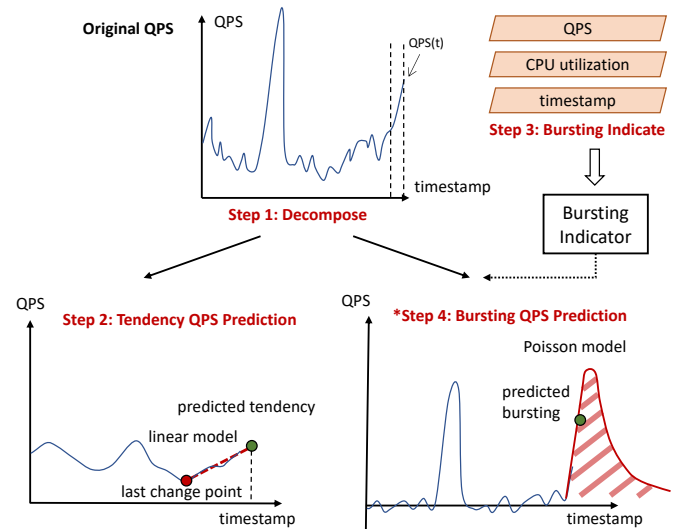 Original QPS
QPS
QPS(t)
timestamp
Step 1: Decompose
QPS
CPU utilization
timestamp
Step 3: Bursting Indicate
Bursting
Indicator
QPS
Step 2: Tendency QPS Prediction
predicted tendency
linear model
last change point
timestamp
QPS
*Step 4: Bursting QPS Prediction
Poisson model
predicted
bursting
timestamp